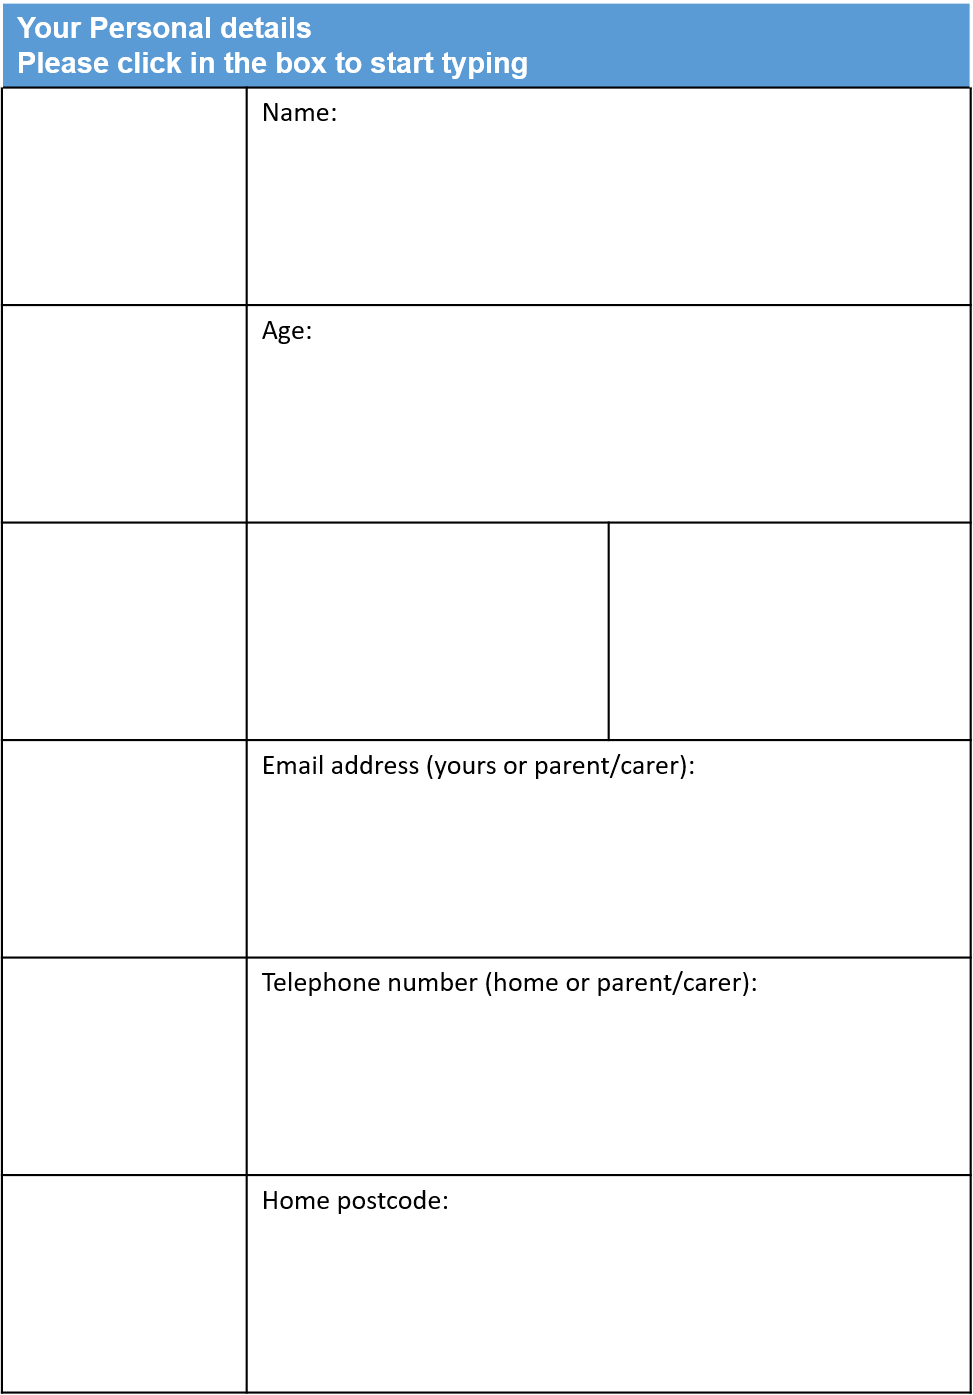 Your Personal details
Please click in the box to start typing
Name:
Age:
Email address (yours or parent/carer):
Telephone number (home or parent/carer):
Home postcode: